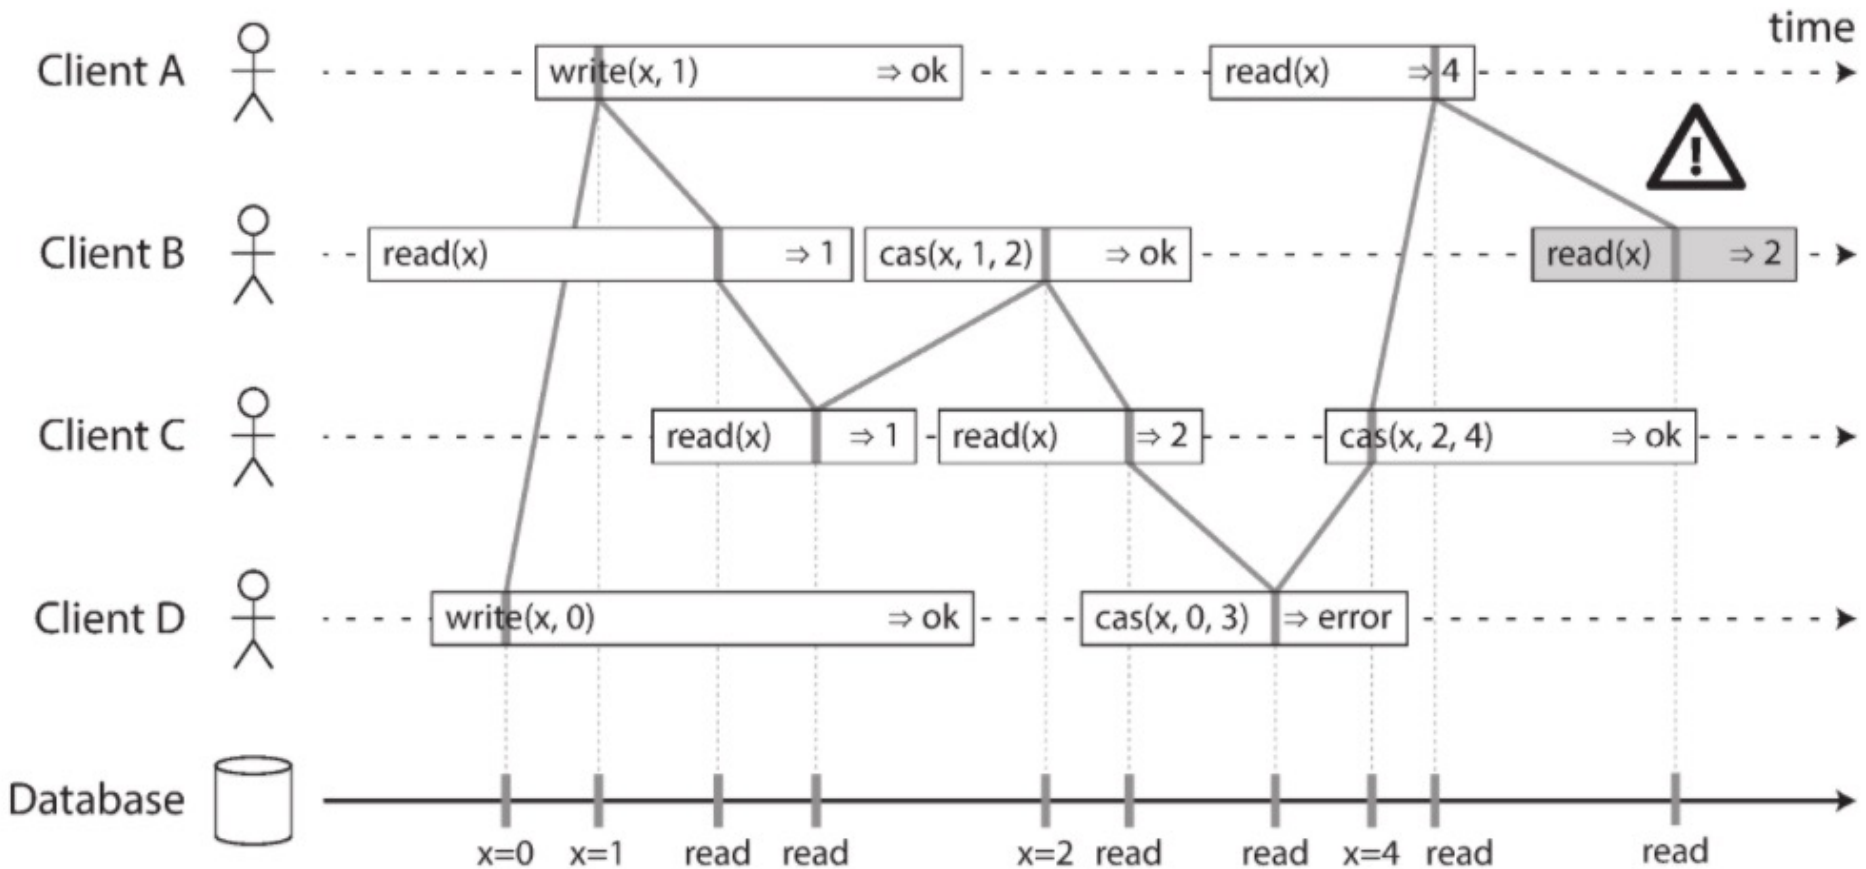 time
Client A write(x, 1) ⇒ ok read(x) ⇒ 4
!
Client B read(x) ⇒ 1 cas(x, 1, 2) ⇒ ok read(x) ⇒ 2
Client C read(x) ⇒ 1 read(x) ⇒ 2 cas(x, 2, 4) ⇒ ok
Client D write(x, 0) ⇒ ok cas(x, 0, 3) ⇒ error
Database
x=0 x=1 read read x=2 read read x=4 read read